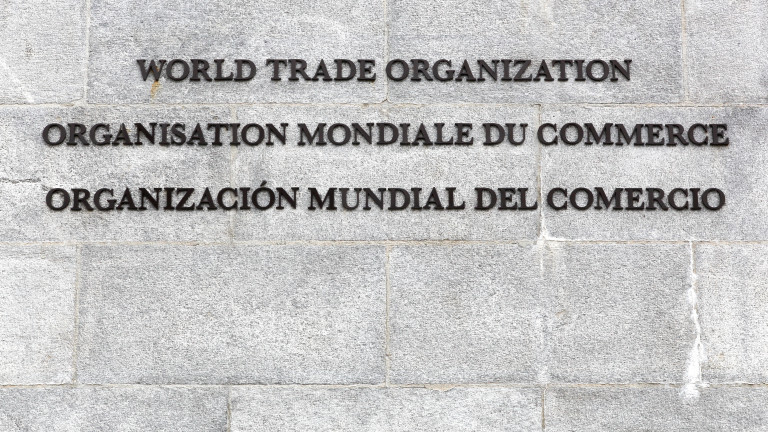 WORLD TRADE ORGANIZATION
ORGANISATION MONDIALE DU COMMERCE
ORGANIZACIÓN MUNDIAL DEL COMERCIO